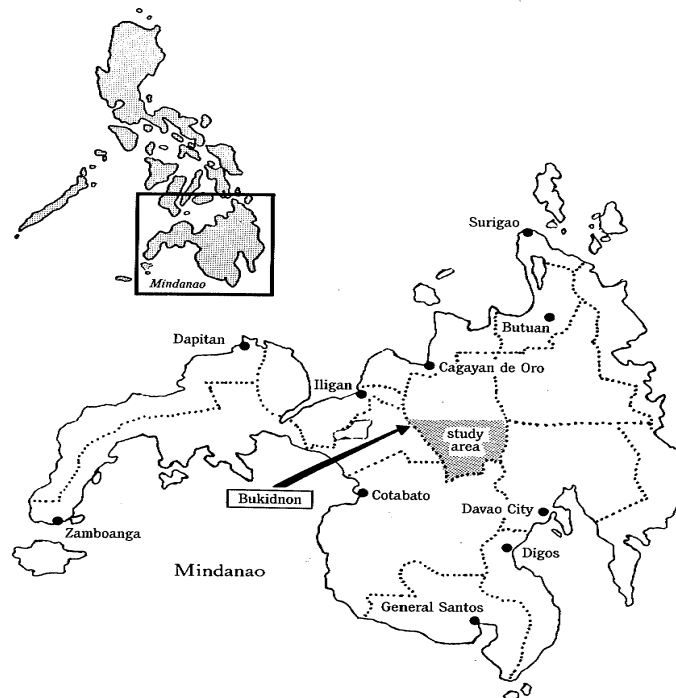 Mindanao
Surigao
Butuan
Dapitan
Cagayan de Oro
Iligan
study
area
Bukidnon
Cotabato
Davao City
Zamboanga
Digos
Mindanao
General Santos